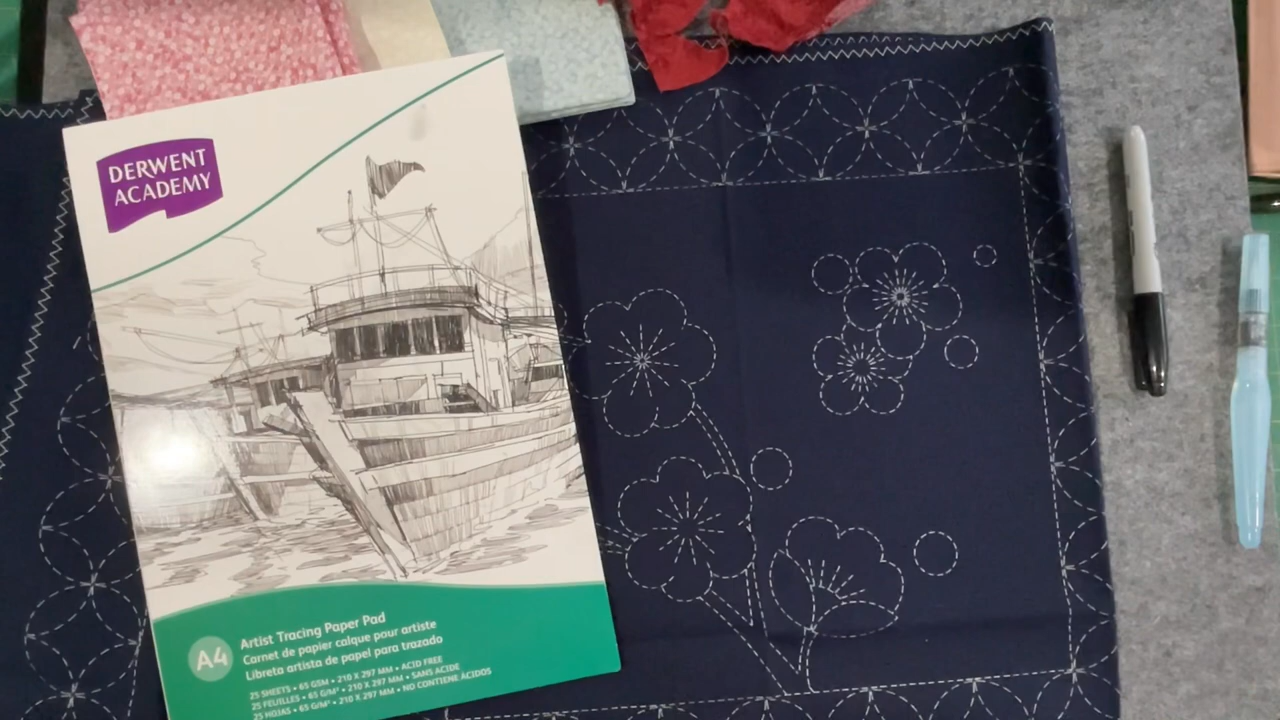 DERWENT
ACADEMY
A4
Artist Tracing Paper Pad
Carnet de papier calque pour artiste
Libreta artista de papel para trazado
25 SHEETS • 65 GSM • 210 X 297 MM • ACID FREE
25 FEUILLES • 65 G/M² • 210 X 297 MM • SANS ACIDE
25 HOJAS • 65 G/M² • 210 X 297 MM • NO CONTIENE ÁCIDOS